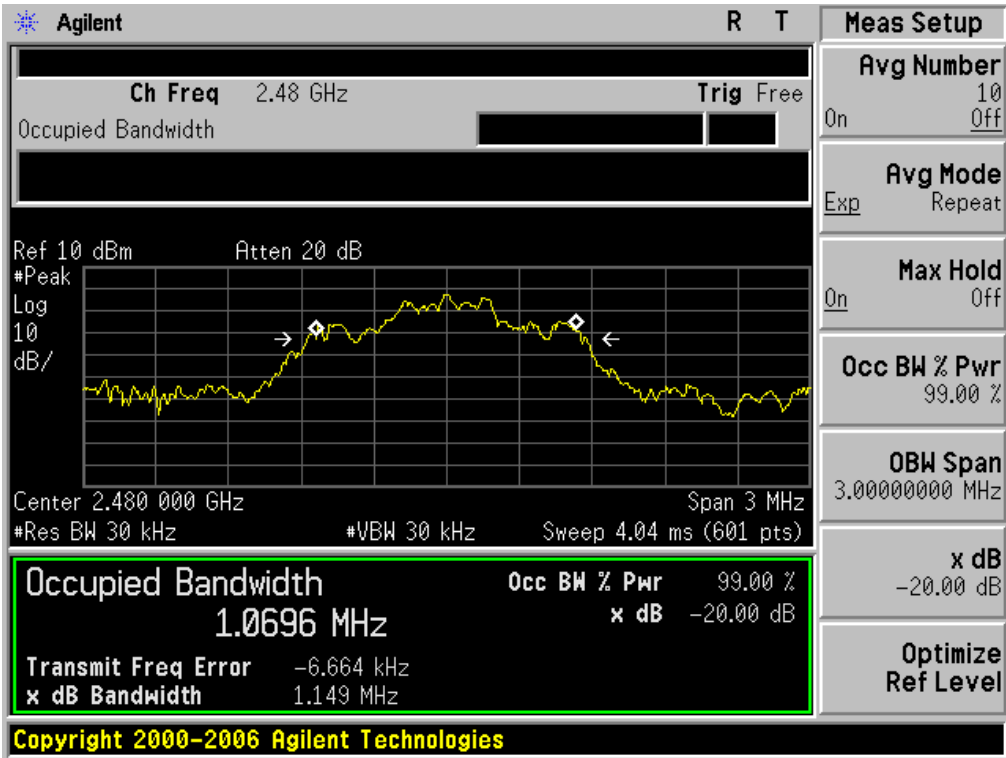 Agilent R T Meas Setup
Avg Number
10
On Off
Ch Freq 2.48 GHz Trig Free
Occupied Bandwidth
Avg Mode
Exp Repeat
Ref 10 dBm Atten 20 dB
#Peak
Log
10
dB/
Max Hold
On Off
Occ BW % Pwr
99.00 %
OBW Span
3.00000000 MHz
Center 2.480 000 GHz Span 3 MHz
#Res BW 30 kHz #VBW 30 kHz Sweep 4.04 ms (601 pts)
x dB
-20.00 dB
Occupied Bandwidth Occ BW % Pwr 99.00 %
1.0696 MHz x dB -20.00 dB
Transmit Freq Error -6.664 kHz
x dB Bandwidth 1.149 MHz
Optimize
Ref Level
Copyright 2000-2006 Agilent Technologies